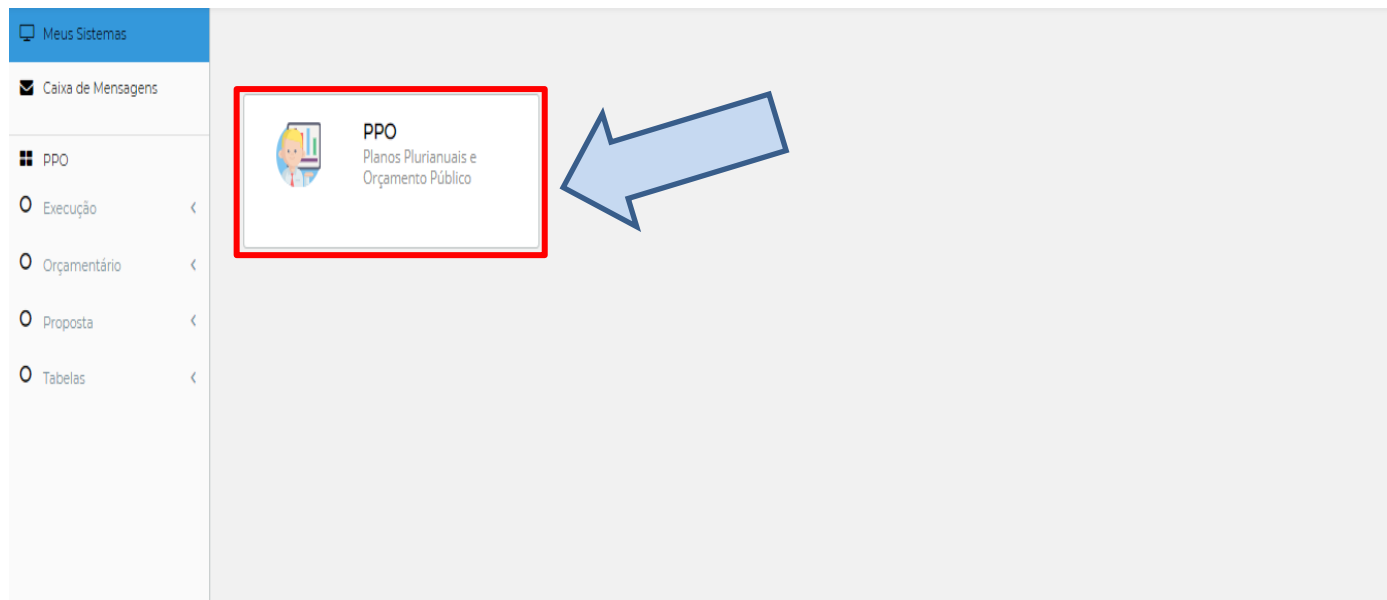 Meus Sistemas
Caixa de Mensagens
PPO
Execução
Orçamentário
Proposta
Tabelas
PPO
Planos Plurianuais e
Orçamento Público